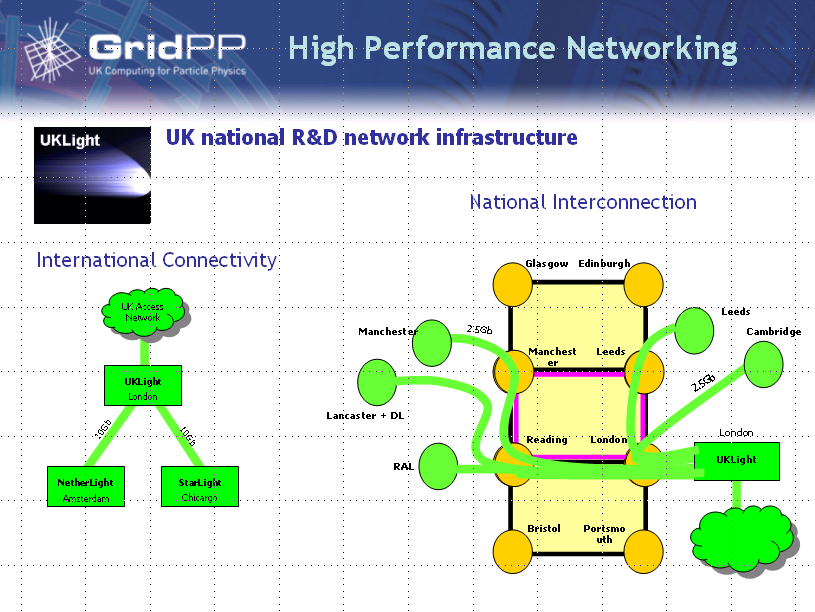 GridPP
UK Computing for Particle Physics
High Performance Networking
UKLight
UK national R&D network infrastructure
National Interconnection
International Connectivity
UK Access
Network
UKLight
London
10Gb
10Gb
NetherLight
Amsterdam
StarLight
Chicargo
Glasgow
Edinburgh
Manchester
2.5Gb
Leeds
Cambridge
Manchest
er
Leeds
2.5Gb
Lancaster + DL
Reading
London
London
UKLight
RAL
Bristol
Portsmo
uth